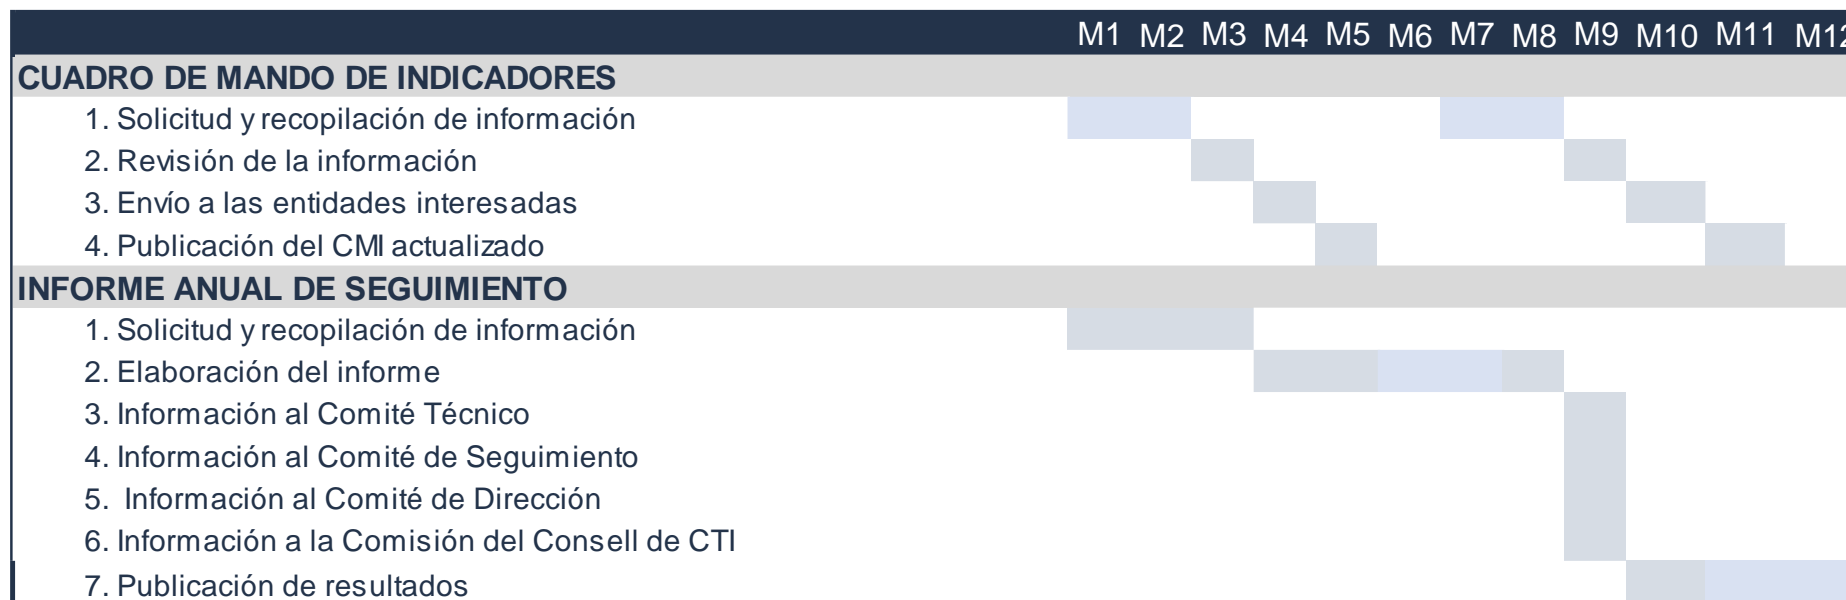 M1 M2 M3 M4 M5 M6 M7 M8 M9 M10 M11 M12
CUADRO DE MANDO DE INDICADORES
1. Solicitud y recopilación de información
2. Revisión de la información
3. Envío a las entidades interesadas
4. Publicación del CMI actualizado
INFORME ANUAL DE SEGUIMIENTO
1. Solicitud y recopilación de información
2. Elaboración del informe
3. Información al Comité Técnico
4. Información al Comité de Seguimiento
5. Información al Comité de Dirección
6. Información a la Comisión del Consell de CTI
7. Publicación de resultados